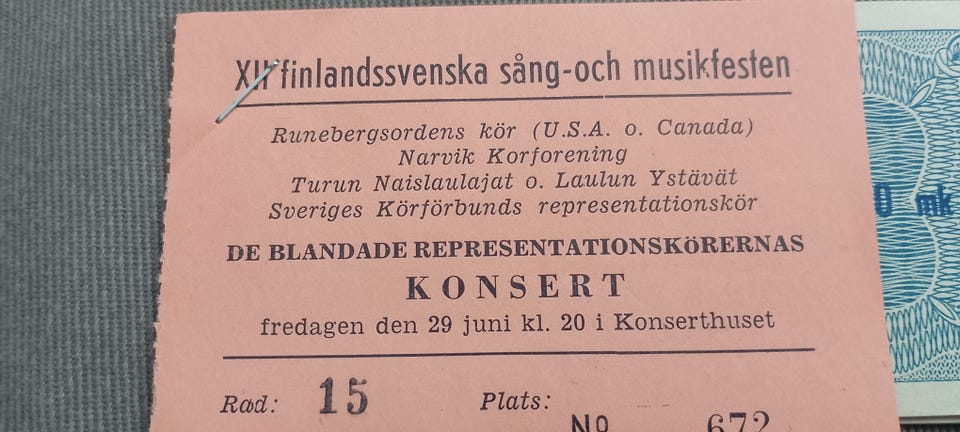 finlandssvenska sång-och musikfesten
Runebergsordens kör (U.S.A. o. Canada)
Narvik Korforening
Turun Naislaulajat o. Laulun Ystävät
Sveriges Körförbunds representationskör
DE BLANDADE REPRESENTATIONSKÖRERNAS
KONSERT
fredagen den 29 juni kl. 20 i Konserthuset
Rad: 15 Plats:
No 672
mk